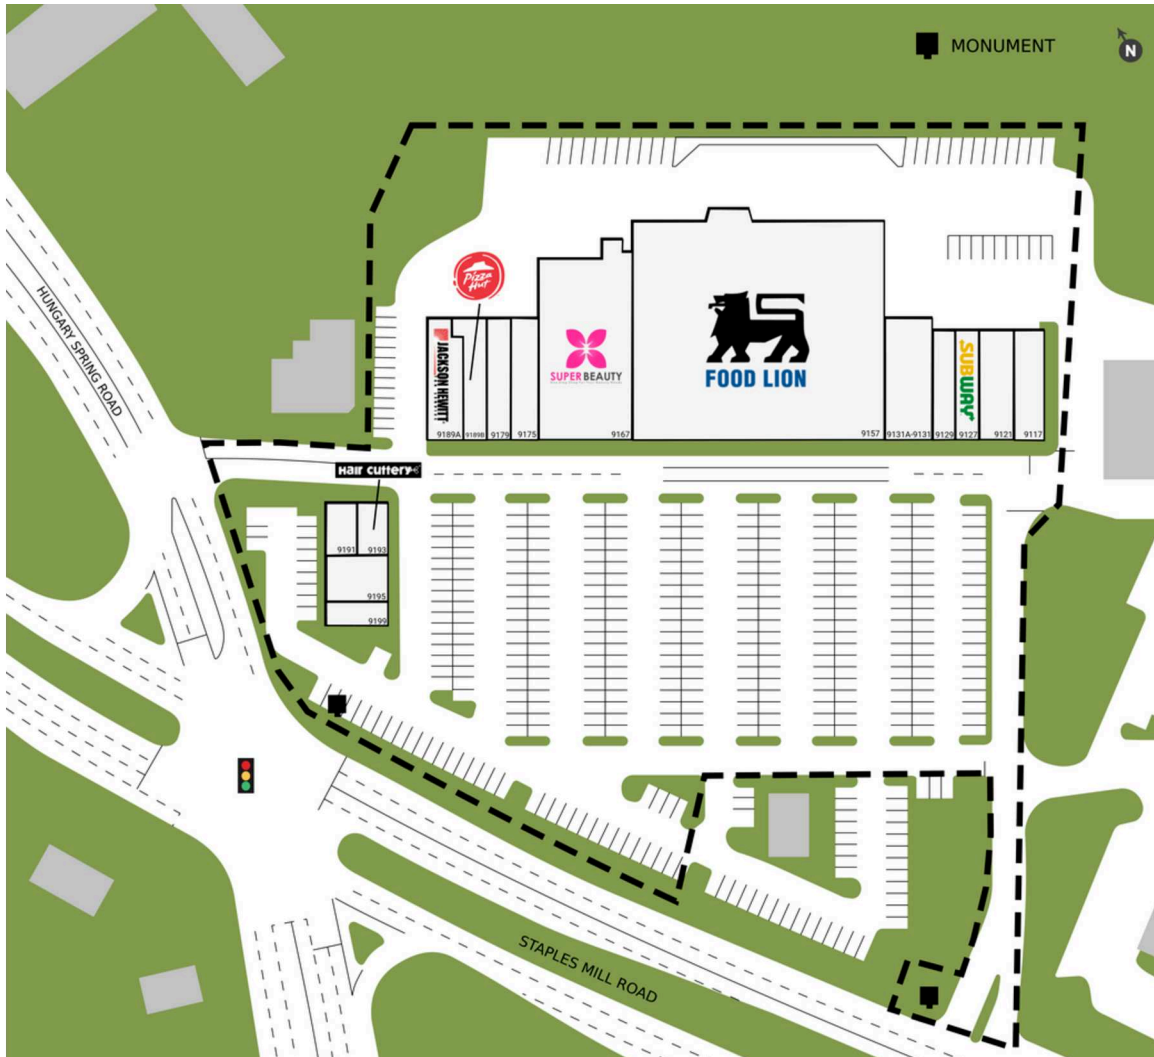 MONUMENT
N
HUNGARY SPRING ROAD
Pizza
Hut
JACKSON HEWITT
SUPER BEAUTY
FOOD LION
SUBWAY
9189A
9189B
9179
9175
9167
9157
9131A-9131
9129
9127
9121
9117
Hair Cuttery
9191
9193
9195
9199
STAPLES MILL ROAD